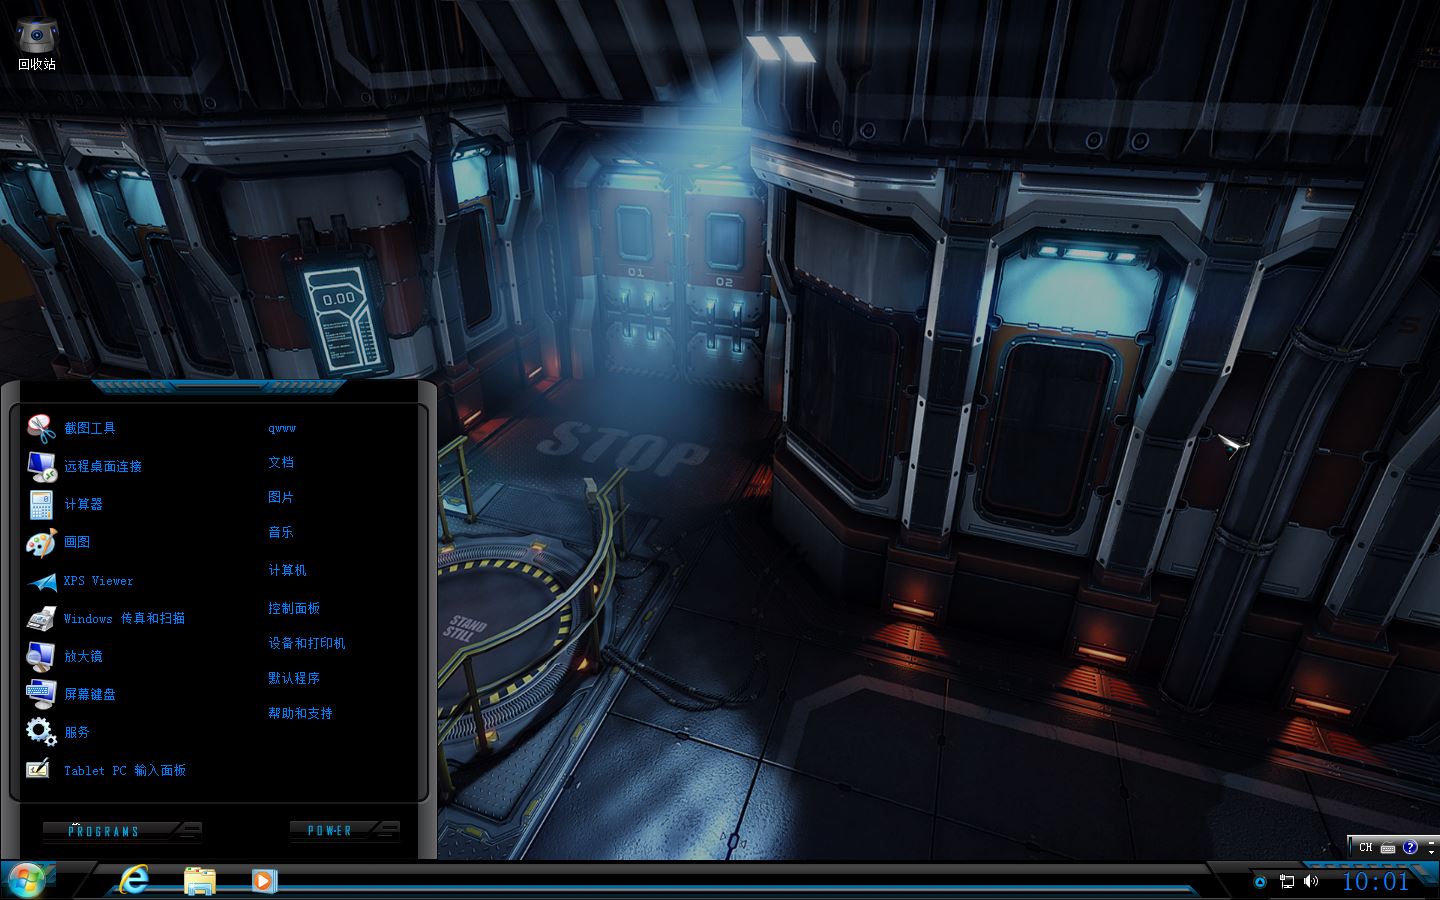 回收站
0.00
01
02
STOP
STAND
STILL
截图工具
远程桌面连接
计算器
画图
XPS Viewer
Windows 传真和扫描
放大镜
屏幕键盘
服务
Tablet PC 输入面板
qwww
文档
图片
音乐
计算机
控制面板
设备和打印机
默认程序
帮助和支持
PROGRAMS
POWER
CH
10:01